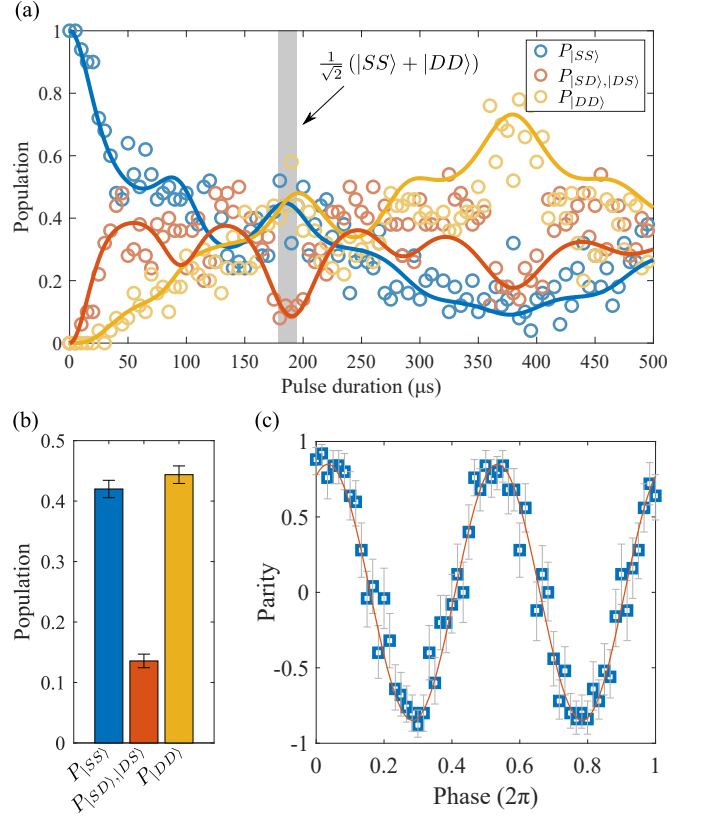 (a)
1
0.8
0.6
0.4
0.2
0
Population
0 50 100 150 200 250 300 350 400 450 500
Pulse duration (μs)
1/√2 (|SS⟩ + |DD⟩)
P|SS⟩
P|SD⟩,|DS⟩
P|DD⟩
(b)
0.5
0.4
0.3
0.2
0.1
0
Population
P|SS⟩
P|SD⟩,|DS⟩
P|DD⟩
(c)
1
0.5
0
-0.5
-1
Parity
0 0.2 0.4 0.6 0.8 1
Phase (2π)